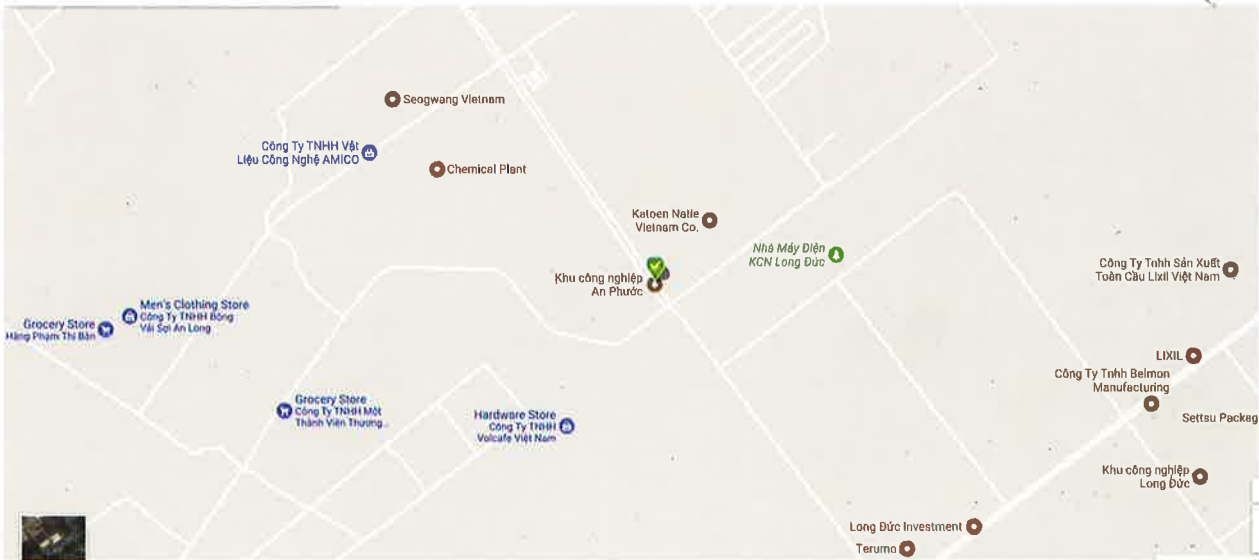 Seogwang Vietnam
Công Ty TNHH Vật
Liệu Công Nghệ AMICO
Chemical Plant
Katoen Natie
Vietnam Co.
Nhà Máy Điện
KCN Long Đức
Khu công nghiệp
An Phước
Công Ty Tnhh Sản Xuất
Toàn Cầu Lixil Việt Nam
Men's Clothing Store
Công Ty TNHH Bông
Vải Sợi An Long
Grocery Store
Hàng Phạm Thị Bân
LIXIL
Công Ty Tnhh Belmon
Manufacturing
Settsu Packag
Grocery Store
Công Ty TNHH Một
Thành Viên Thương...
Hardware Store
Công Ty TNHH
Volcafe Việt Nam
Khu công nghiệp
Long Đức
Long Đức Investment
Terumo